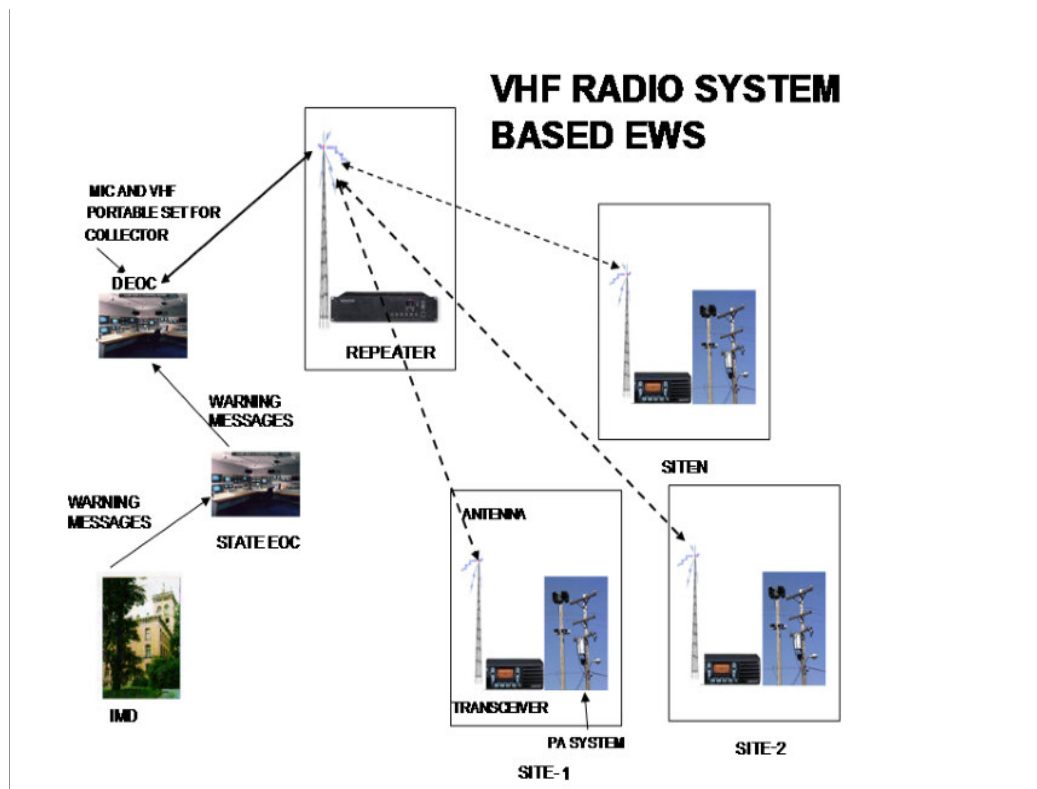 VHF RADIO SYSTEM
BASED EWS
MIC AND VHF
PORTABLE SET FOR
COLLECTOR
DEOC
REPEATER
WARNING
MESSAGES
SITEN
WARNING
MESSAGES
ANTENNA
STATE EOC
TRANSCEIVER
IMD
PA SYSTEM
SITE-2
SITE-1